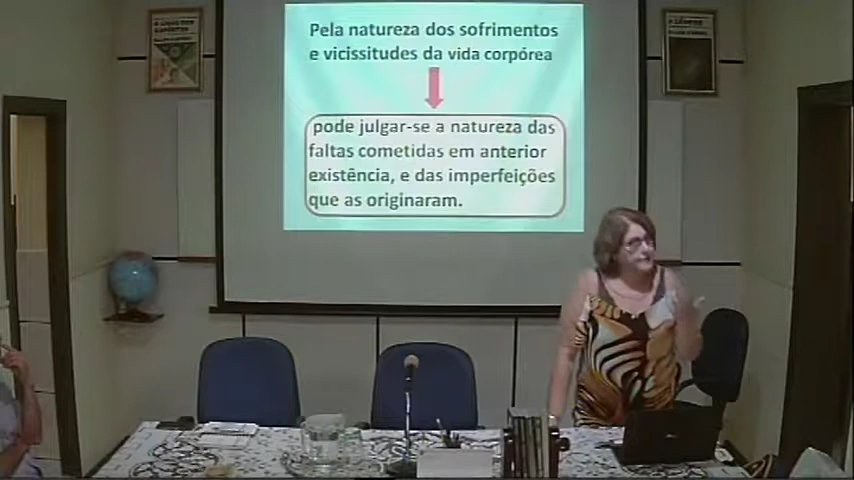 Pela natureza dos sofrimentos
e vicissitudes da vida corpórea
pode julgar-se a natureza das
faltas cometidas em anterior
existência, e das imperfeições
que as originaram.